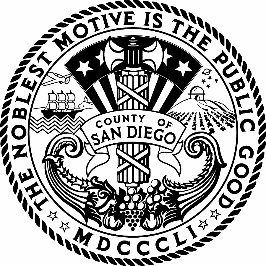 THE NOBLEST MOTIVE IS THE PUBLIC GOOD
COUNTY OF
SAN DIEGO
MDCCCLI